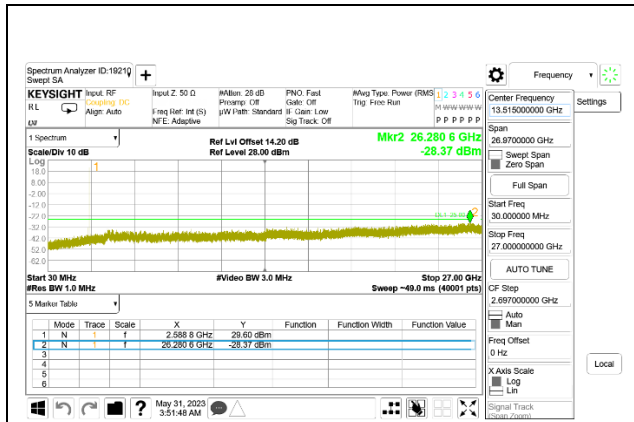 Spectrum Analyzer ID:19210
Swept SA
+
Frequency
KEYSIGHT
RL
Input: RF
Coupling: DC
Align: Auto
Input Z: 50 Ω
Freq Ref: Int (S)
NFE: Adaptive
#Atten: 28 dB
Preamp: Off
µW Path: Standard
PNO: Fast
Gate: Off
IF Gain: Low
Sig Track: Off
#Avg Type: Power (RMS
Trig: Free Run
1 2 3 4 5 6
M W W W W W
P P P P P P
Center Frequency
13.515000000 GHz
Settings
Span
26.9700000 GHz
Swept Span
Zero Span
Full Span
Start Freq
30.000000 MHz
Stop Freq
27.000000000 GHz
AUTO TUNE
CF Step
2.697000000 GHz
Auto
Man
Freq Offset
0 Hz
X Axis Scale
Log
Lin
Signal Track
(Span Zoom)
Local
1 Spectrum
Scale/Div 10 dB
Ref Lvl Offset 14.20 dB
Ref Level 28.00 dBm
Mkr2 26.280 6 GHz
-28.37 dBm
Log
1
18.0
8.00
-2.00
-12.0
-22.0
-32.0
-42.0
-52.0
-62.0
2
Start 30 MHz
#Res BW 1.0 MHz
#Video BW 3.0 MHz
Stop 27.00 GHz
Sweep ~49.0 ms (40001 pts)
5 Marker Table
Mode Trace Scale X Y Function Function Width Function Value
1 N 1 f 2.588 8 GHz 29.60 dBm
2 N 1 f 26.280 6 GHz -28.37 dBm
3
4
5
6
?
May 31, 2023
3:51:48 AM